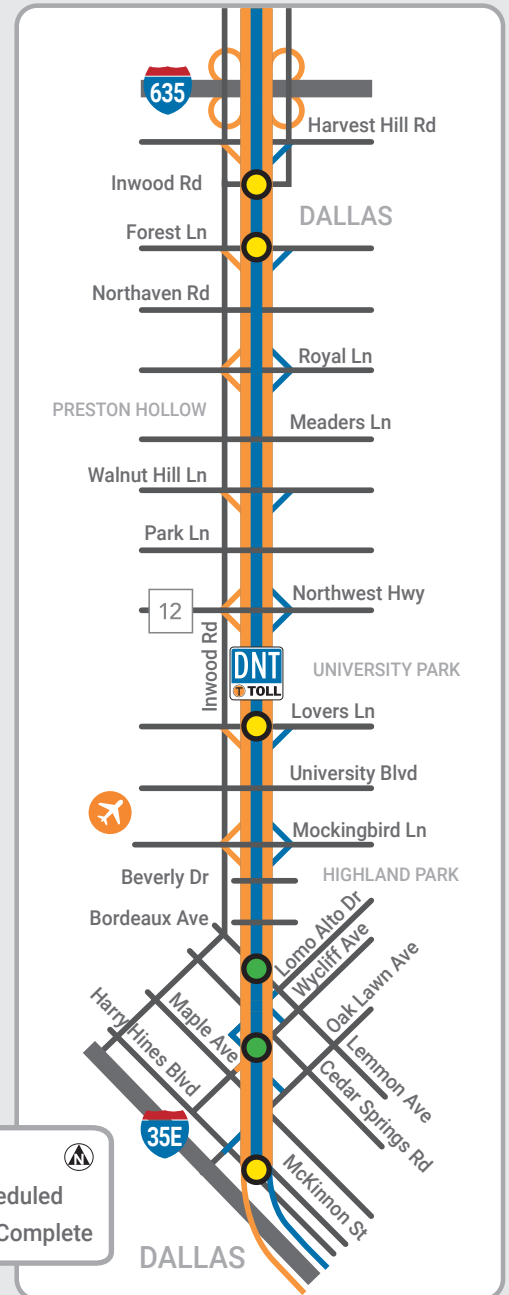 635
Harvest Hill Rd
Inwood Rd
DALLAS
Forest Ln
Northaven Rd
Royal Ln
PRESTON HOLLOW
Meaders Ln
Walnut Hill Ln
Park Ln
Northwest Hwy
12
Inwood Rd
DNT
T TOLL
UNIVERSITY PARK
Lovers Ln
University Blvd
Mockingbird Ln
Beverly Dr
HIGHLAND PARK
Bordeaux Ave
Lomo Alto Dr
Wycliff Ave
Oak Lawn Ave
Maple Ave
Harry Hines Blvd
Lemmon Ave
Cedar Springs Rd
35E
McKinnon St
N
Complete
DALLAS